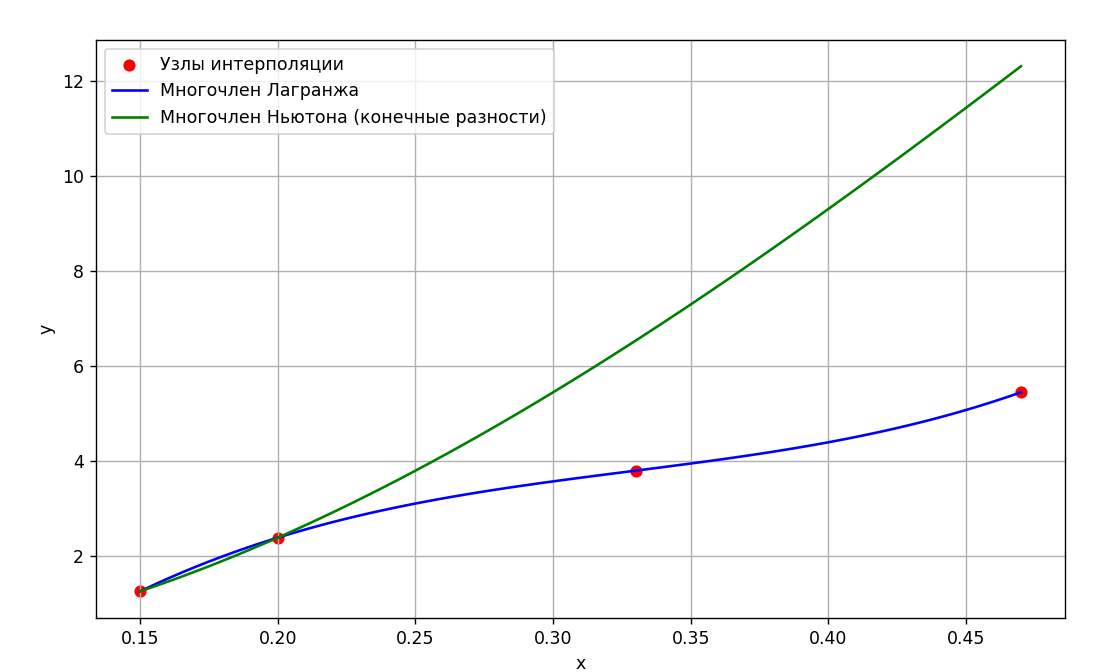 Узлы интерполяции
Многочлен Лагранжа
Многочлен Ньютона (конечные разности)
12
10
8
6
4
2
y
0.15 0.20 0.25 0.30 0.35 0.40 0.45
x